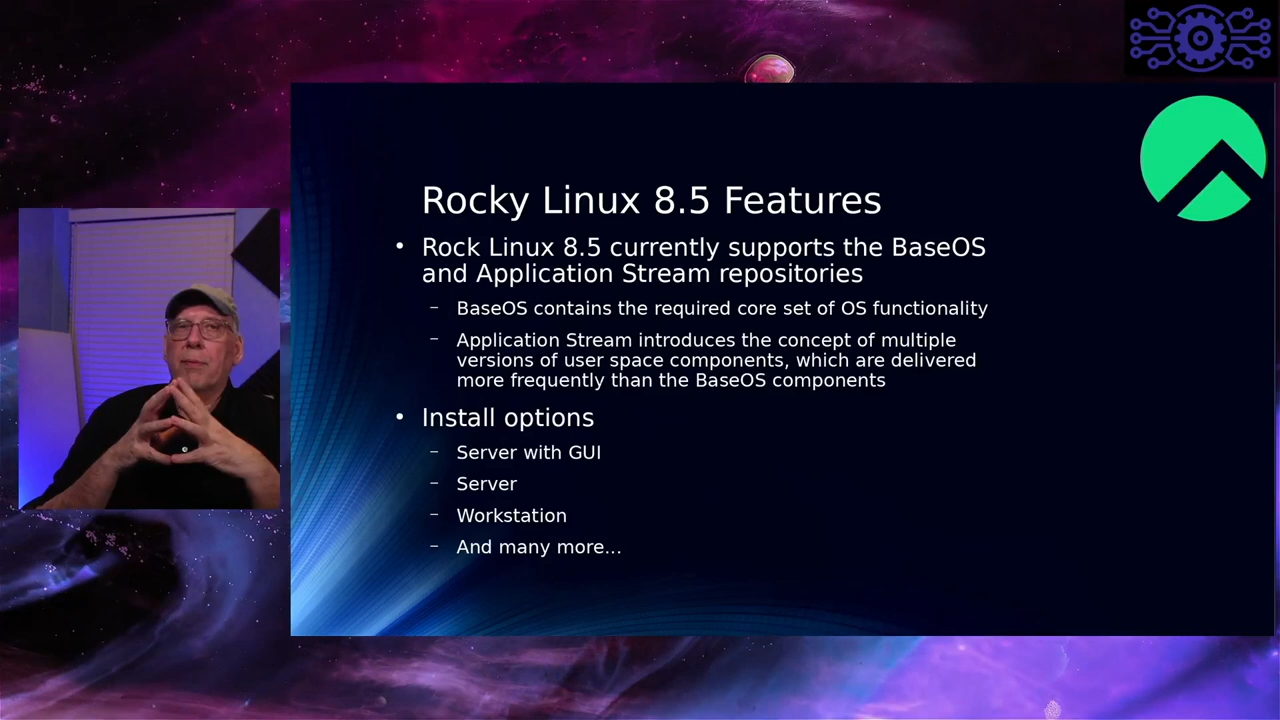 Rocky Linux 8.5 Features
• Rock Linux 8.5 currently supports the BaseOS
and Application Stream repositories
– BaseOS contains the required core set of OS functionality
– Application Stream introduces the concept of multiple
versions of user space components, which are delivered
more frequently than the BaseOS components
• Install options
– Server with GUI
– Server
– Workstation
– And many more...